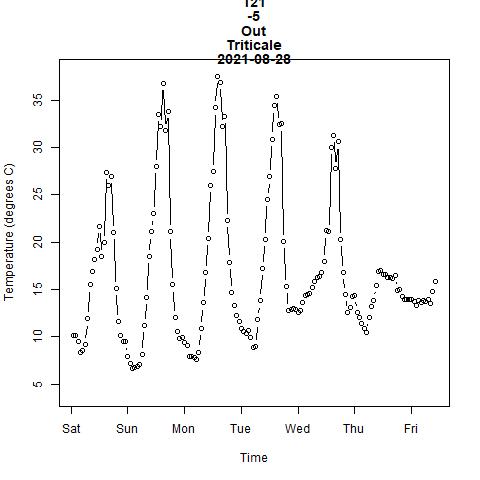 121
-5
Out
Triticale
2021-08-28
Temperature (degrees C)
35
30
25
20
15
10
5
Sat Sun Mon Tue Wed Thu Fri
Time